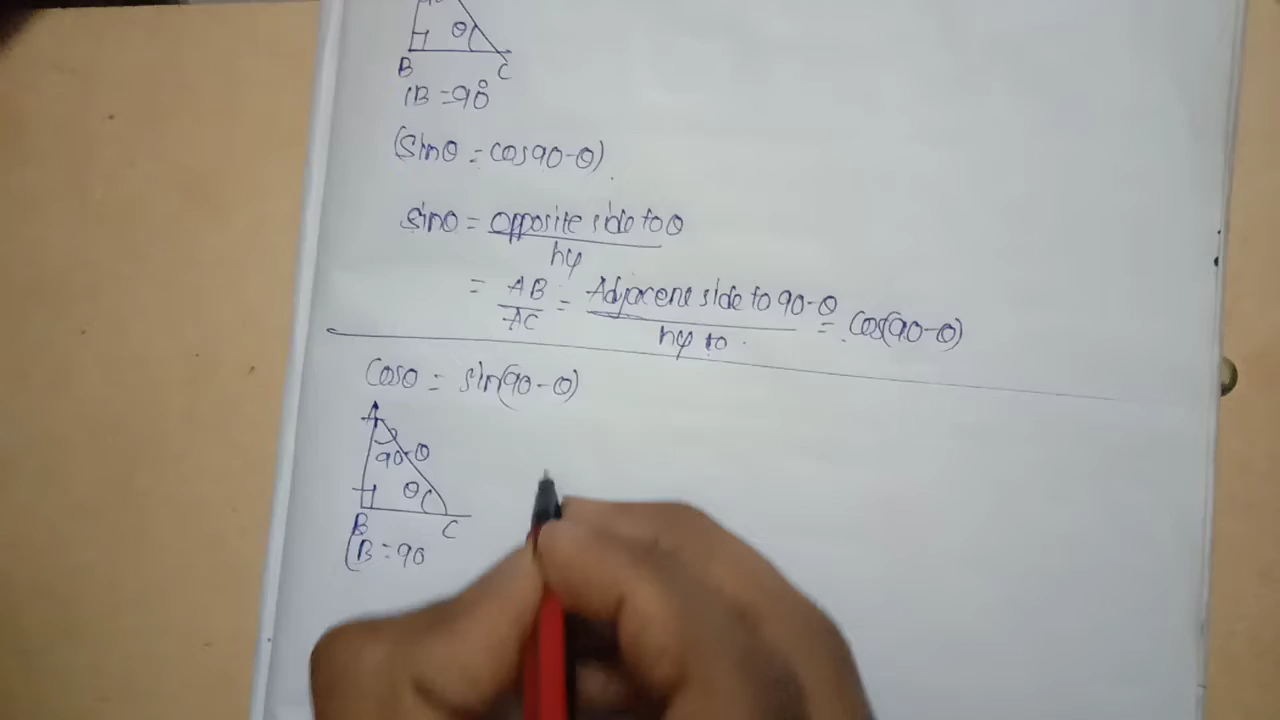 θ
B C
∠B = 90°
(sinθ = cos90-θ)
sinθ = opposite side to θ / hy
= AB / AC = Adjacene side to 90-θ / hy to = cos(90-θ)
cosθ = sin(90-θ)
A
90-θ
θ
B C
∠B = 90